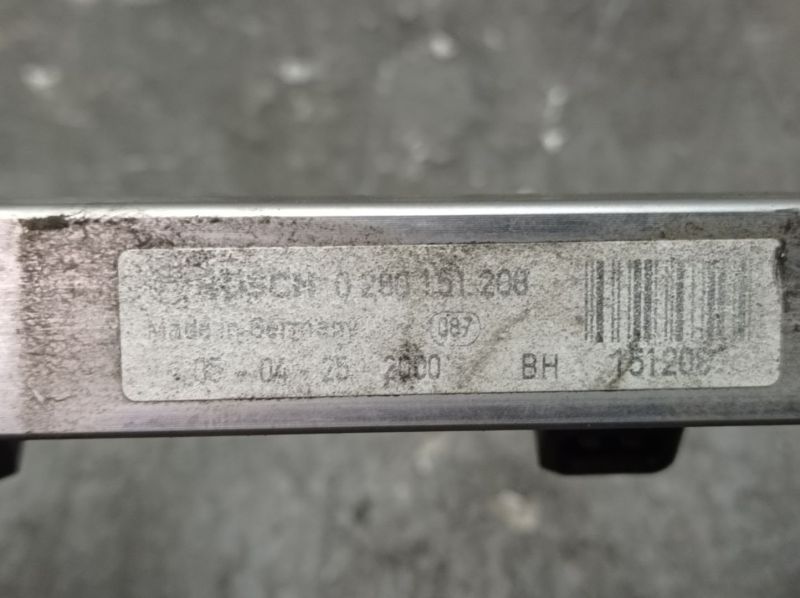 BOSCH 0 280 151 208
Made in Germany 087
05 - 04 - 25 2000 BH 151208